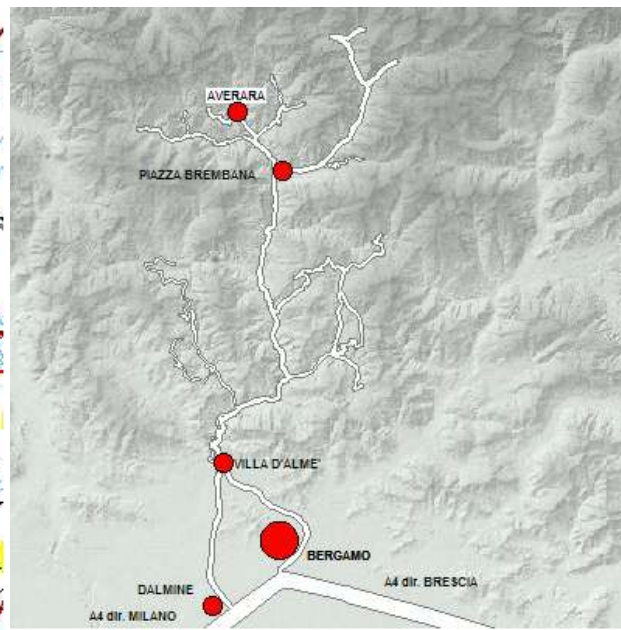 AVERARA
PIAZZA BREMBANA
VILLA D'ALME'
BERGAMO
A4 dir. BRESCIA
DALMINE
A4 dir. MILANO